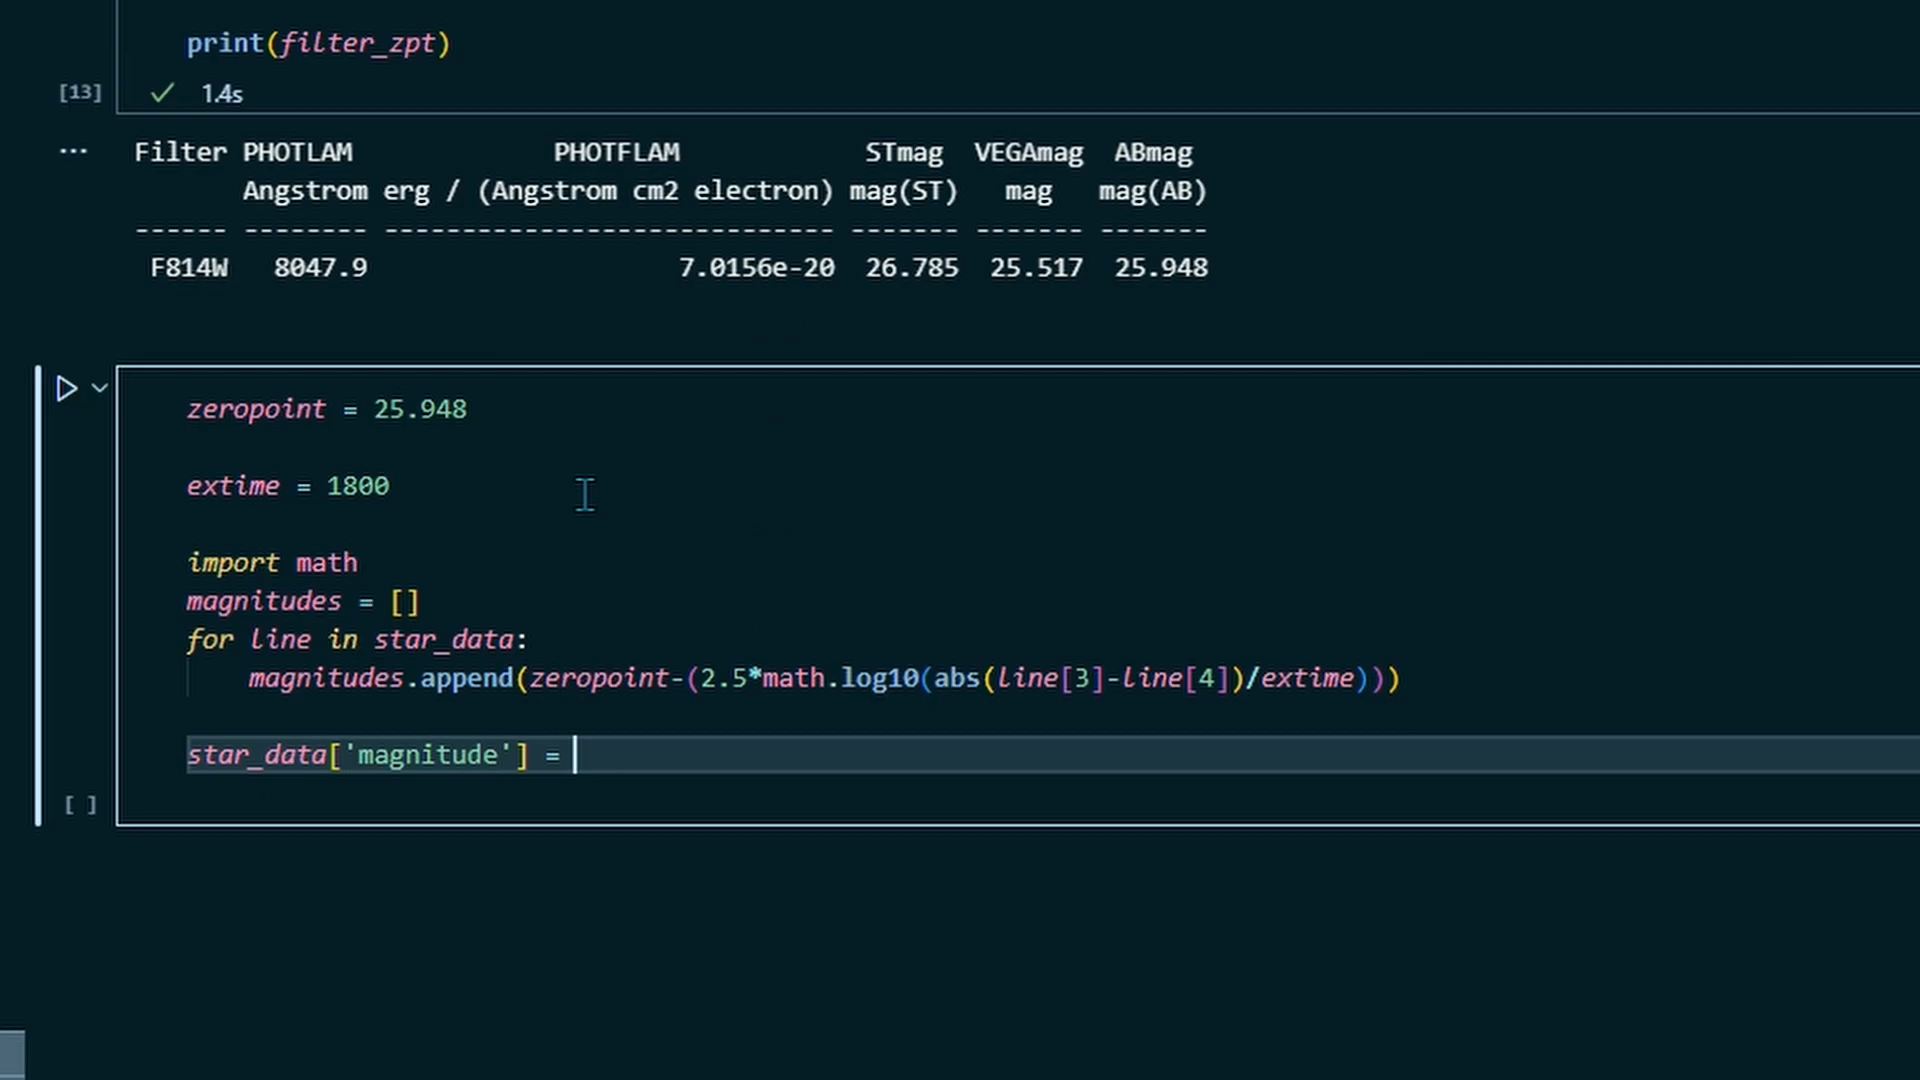 print(filter_zpt)
[13] ✓ 1.4s
... Filter PHOTLAM PHOTFLAM STmag VEGAmag ABmag
Angstrom erg / (Angstrom cm2 electron) mag(ST) mag mag(AB)
------ -------- ----------------------------- ------- ------- -------
F814W 8047.9 7.0156e-20 26.785 25.517 25.948
zeropoint = 25.948
extime = 1800
import math
magnitudes = []
for line in star_data:
magnitudes.append(zeropoint-(2.5*math.log10(abs(line[3]-line[4])/extime)))
star_data['magnitude'] =
[ ]